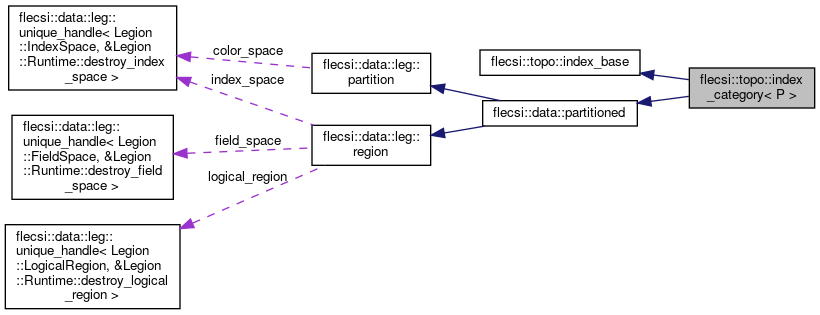 flecsi::data::leg::
unique_handle< Legion
::IndexSpace, &Legion
::Runtime::destroy_index
_space >
color_space
index_space
flecsi::data::leg::
partition
flecsi::topo::index_base
flecsi::topo::index
_category< P >
flecsi::data::partitioned
flecsi::data::leg::
unique_handle< Legion
::FieldSpace, &Legion
::Runtime::destroy_field
_space >
field_space
flecsi::data::leg::
region
logical_region
flecsi::data::leg::
unique_handle< Legion
::LogicalRegion, &Legion
::Runtime::destroy_logical
_region >